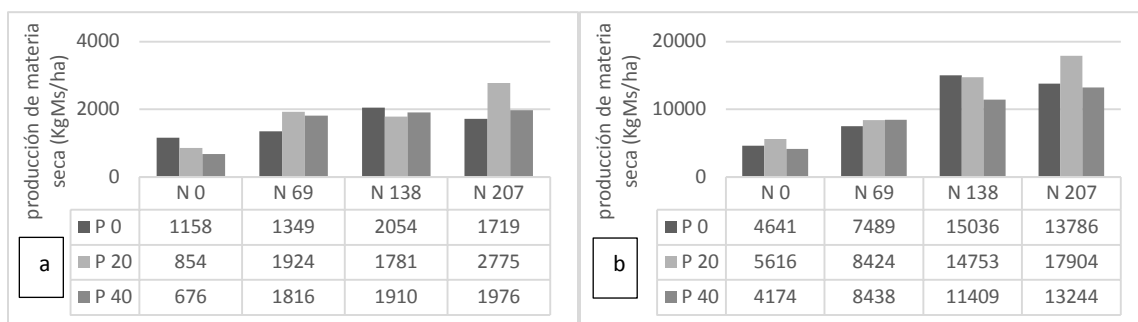 producción de materia
seca (KgMs/ha)
4000
2000
0
N 0 N 69 N 138 N 207
P 0 1158 1349 2054 1719
P 20 854 1924 1781 2775
P 40 676 1816 1910 1976
a
producción de materia
seca (KgMs/ha)
20000
10000
0
N 0 N 69 N 138 N 207
P 0 4641 7489 15036 13786
P 20 5616 8424 14753 17904
P 40 4174 8438 11409 13244
b